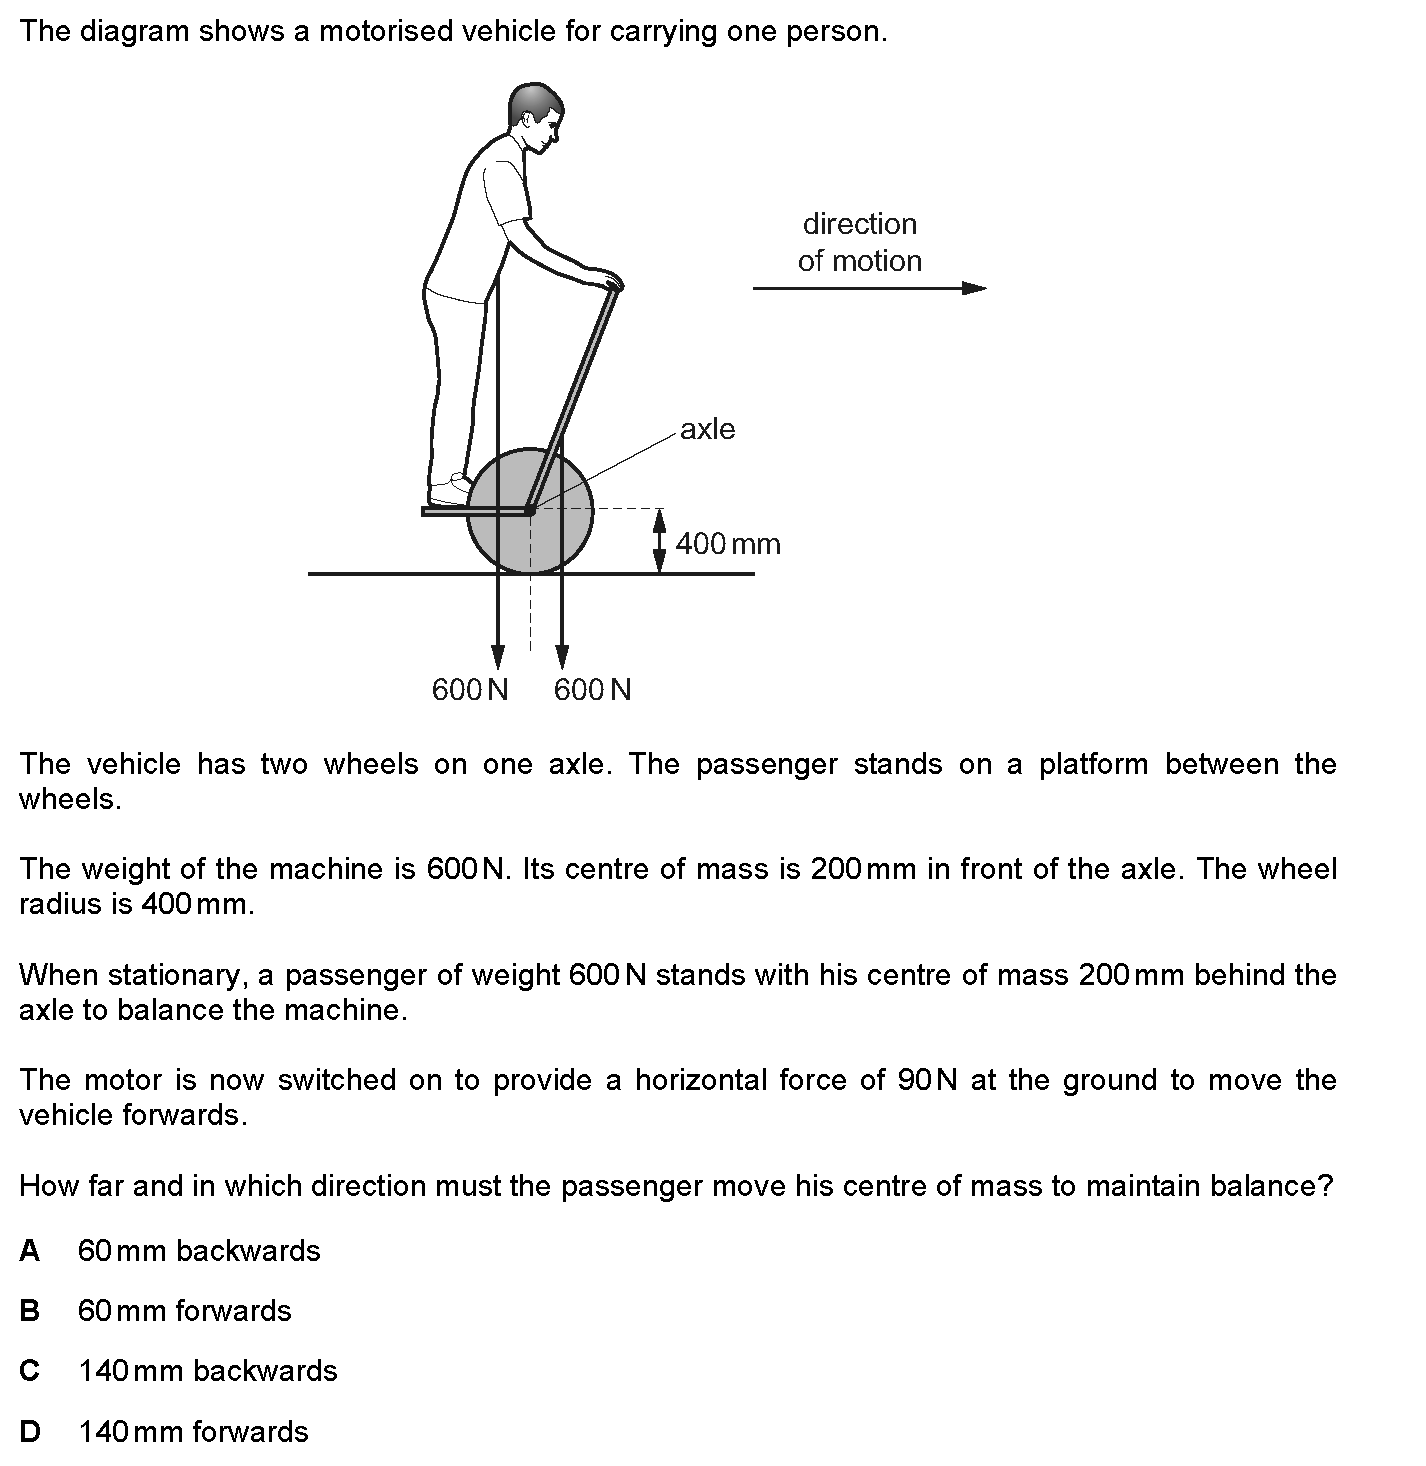 The diagram shows a motorised vehicle for carrying one person.
direction
of motion
axle
400 mm
600 N
600 N
The vehicle has two wheels on one axle. The passenger stands on a platform between the
wheels.
The weight of the machine is 600 N. Its centre of mass is 200 mm in front of the axle. The wheel
radius is 400 mm.
When stationary, a passenger of weight 600 N stands with his centre of mass 200 mm behind the
axle to balance the machine.
The motor is now switched on to provide a horizontal force of 90 N at the ground to move the
vehicle forwards.
How far and in which direction must the passenger move his centre of mass to maintain balance?
A 60 mm backwards
B 60 mm forwards
C 140 mm backwards
D 140 mm forwards